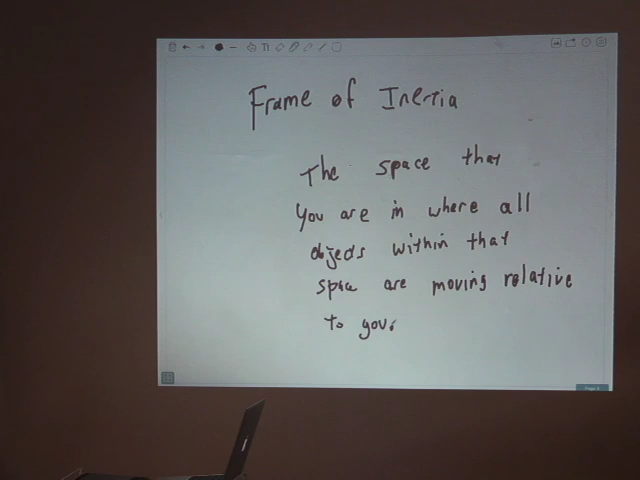 Frame of Inertia
The space that
you are in where all
objects within that
space are moving relative
to you.